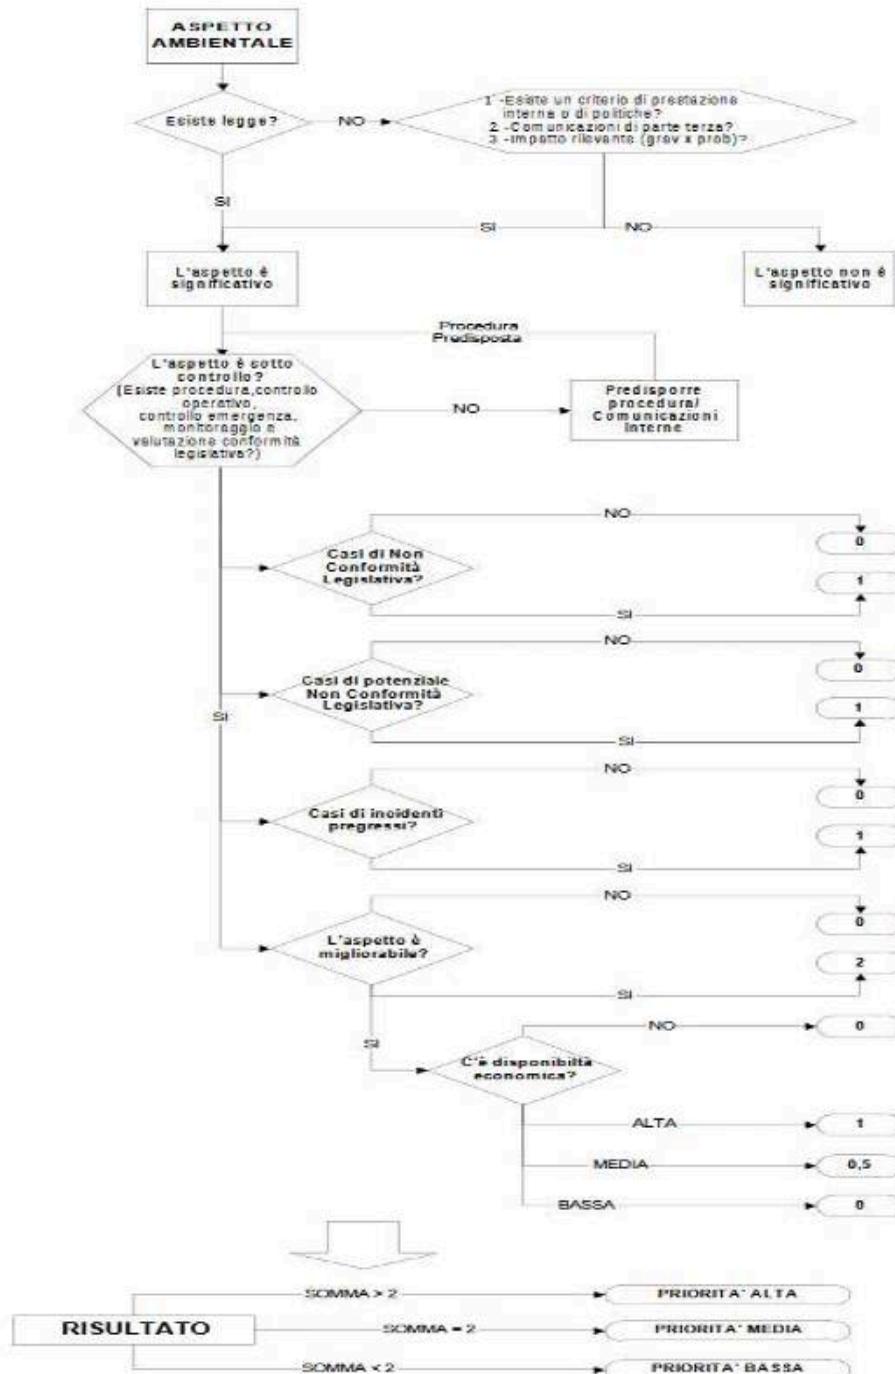 ASPETTO
AMBIENTALE
Esiste legge?
NO
1 -Esiste un criterio di prestazione
interna o di politiche?
2 -Comunicazioni di parte terza?
3 -Impatto rilevante (grav x prob)?
SI
SI
NO
L'aspetto è
significativo
L'aspetto non è
significativo
Procedura
Predisposta
L'aspetto è sotto
controllo?
(Esiste procedura,controllo
operativo,
controllo emergenza,
monitoraggio e
valutazione conformità
legislativa?)
NO
Predisporre
procedura/
Comunicazioni
Interne
NO
0
Casi di Non
Conformità
Legislativa?
1
SI
NO
0
Casi di potenziale
Non Conformità
Legislativa?
1
SI
SI
NO
0
Casi di incidenti
pregressi?
1
SI
NO
0
L'aspetto è
migliorabile?
2
SI
NO
0
SI
C'è disponibiltà
economica?
ALTA
1
MEDIA
0,5
BASSA
0
SOMMA > 2
PRIORITA' ALTA
RISULTATO
SOMMA = 2
PRIORITA' MEDIA
SOMMA < 2
PRIORITA' BASSA